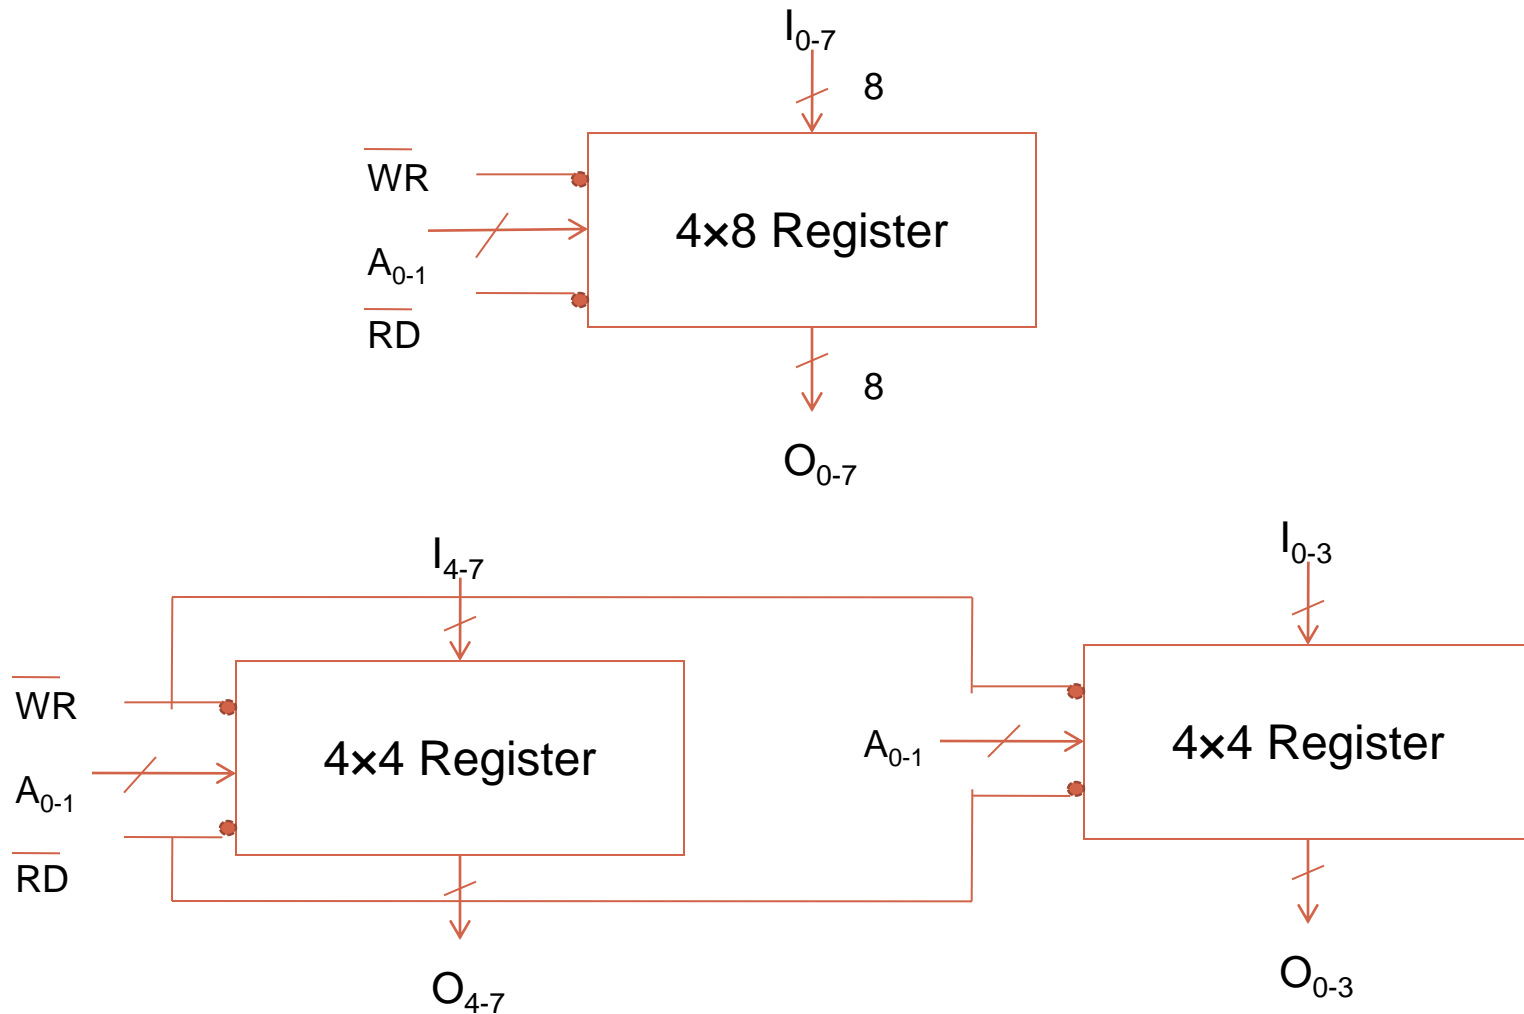 I0-7
8
WR
4×8 Register
A0-1
RD
8
O0-7
I4-7
I0-3
WR
4×4 Register
A0-1
RD
A0-1
4×4 Register
O4-7
O0-3